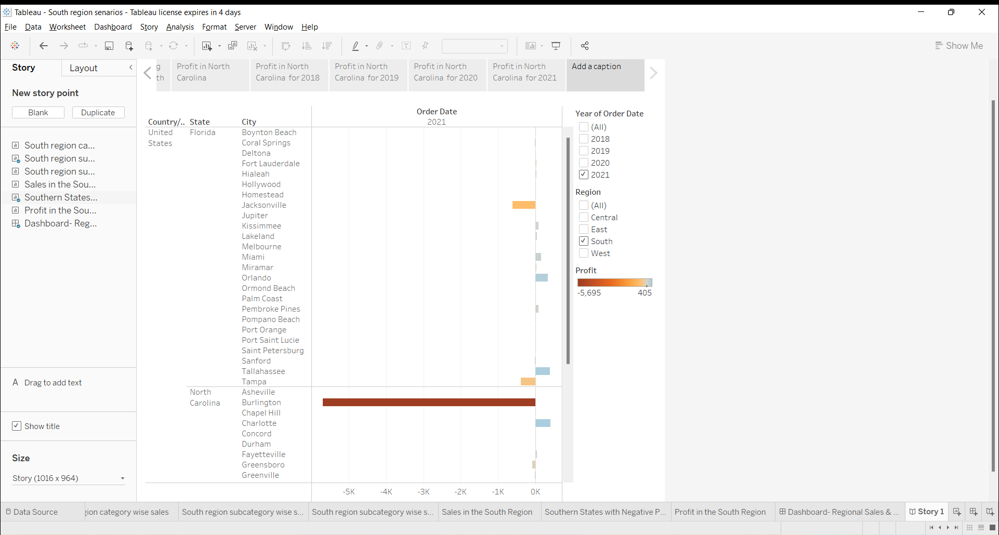 Tableau - South region senarios - Tableau license expires in 4 days
File Data Worksheet Dashboard Story Analysis Format Server Window Help
Show Me
Story Layout
New story point
Blank Duplicate
South region ca...
South region su...
South region su...
Sales in the Sou...
Southern States...
Profit in the Sou...
Dashboard- Reg...
A Drag to add text
Show title
Size
Story (1016 x 964)
g
th
Profit in North
Carolina
Profit in North
Carolina for 2018
Profit in North
Carolina for 2019
Profit in North
Carolina for 2020
Profit in North
Carolina for 2021
Add a caption
Order Date
Country/.. State City 2021
United States Florida Boynton Beach
Coral Springs
Deltona
Fort Lauderdale
Hialeah
Hollywood
Homestead
Jacksonville
Jupiter
Kissimmee
Lakeland
Melbourne
Miami
Miramar
Orlando
Ormond Beach
Palm Coast
Pembroke Pines
Pompano Beach
Port Orange
Port Saint Lucie
Saint Petersburg
Sanford
Tallahassee
Tampa
North Carolina Asheville
Burlington
Chapel Hill
Charlotte
Concord
Durham
Fayetteville
Greensboro
Greenville
-5K -4K -3K -2K -1K 0K
Year of Order Date
(All)
2018
2019
2020
2021
Region
(All)
Central
East
South
West
Profit
-5,695 405
Data Source gion category wise sales South region subcategory wise s... South region subcategory wise s... Sales in the South Region Southern States with Negative P... Profit in the South Region Dashboard- Regional Sales & ... Story 1